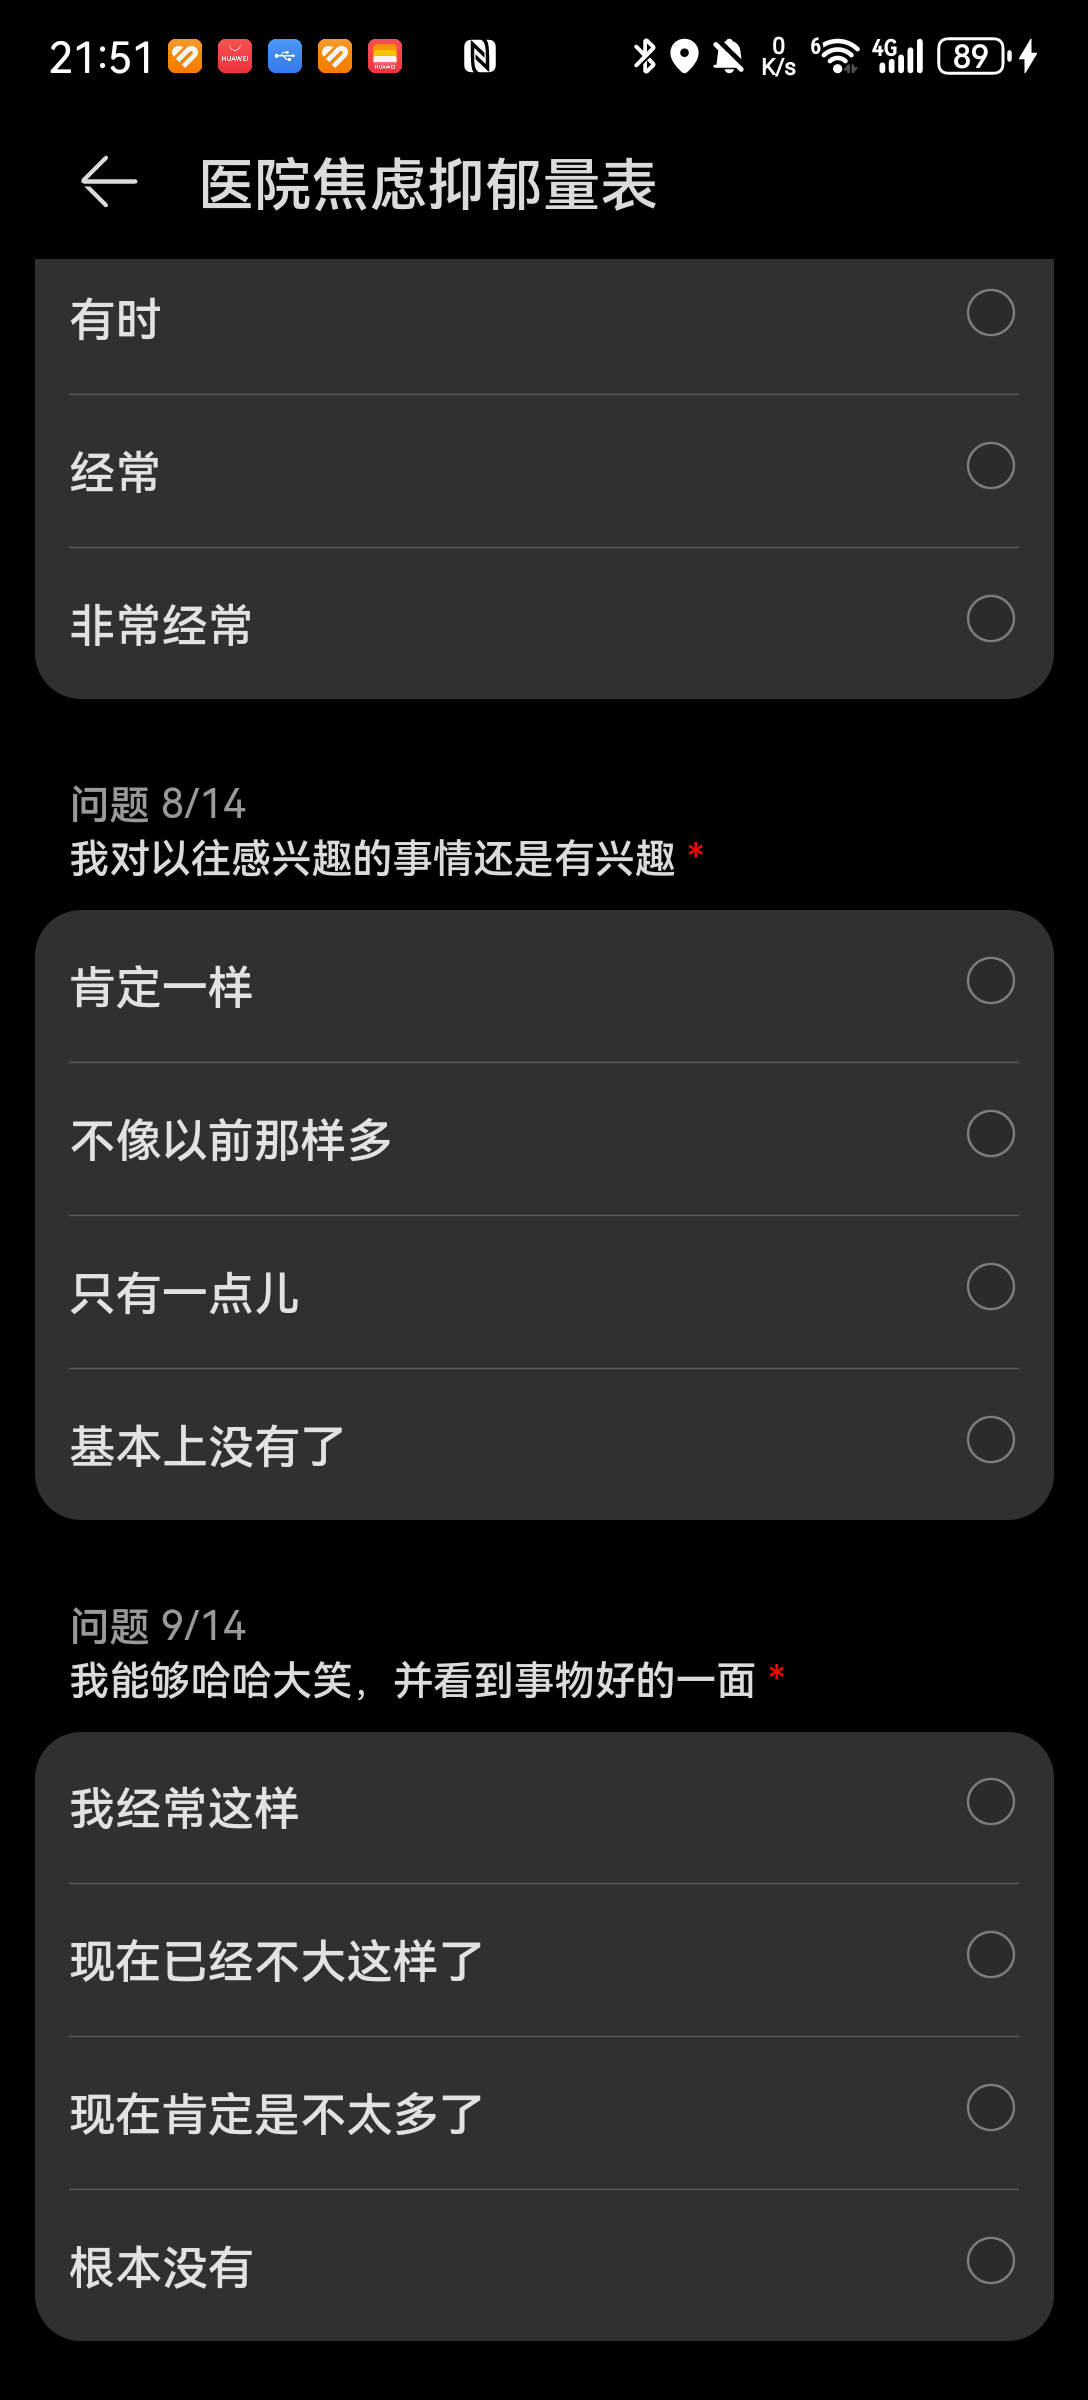 21:51
HUAWEI
HUAWEI
0
K/s
6
4G
89
医院焦虑抑郁量表
有时
经常
非常经常
问题 8/14
我对以往感兴趣的事情还是有兴趣 *
肯定一样
不像以前那样多
只有一点儿
基本上没有了
问题 9/14
我能够哈哈大笑，并看到事物好的一面 *
我经常这样
现在已经不大这样了
现在肯定是不太多了
根本没有